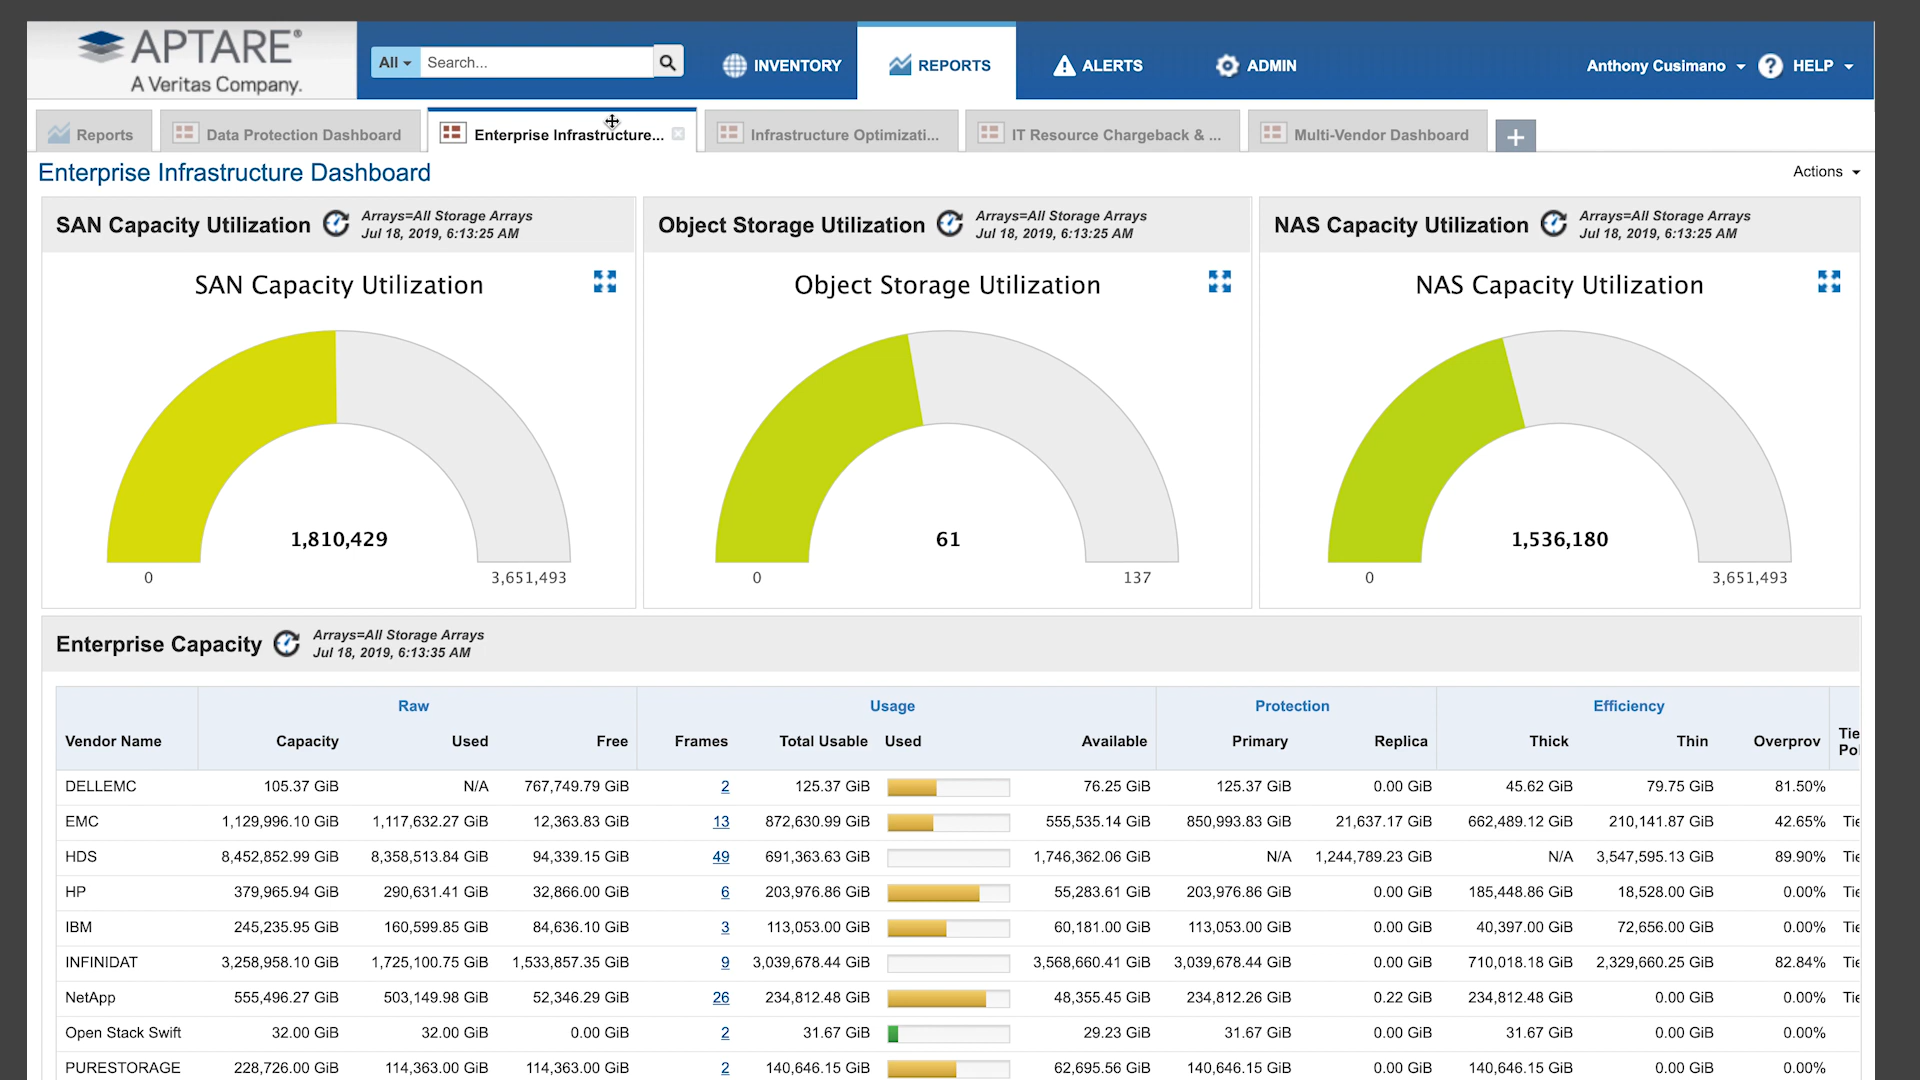 APTARE®
A Veritas Company.
All
Search...
INVENTORY
REPORTS
ALERTS
ADMIN
Anthony Cusimano
? HELP
Reports
Data Protection Dashboard
Enterprise Infrastructure...
Infrastructure Optimizati...
IT Resource Chargeback & ...
Multi-Vendor Dashboard
+
Enterprise Infrastructure Dashboard
Actions
SAN Capacity Utilization
Arrays=All Storage Arrays
Jul 18, 2019, 6:13:25 AM
Object Storage Utilization
Arrays=All Storage Arrays
Jul 18, 2019, 6:13:25 AM
NAS Capacity Utilization
Arrays=All Storage Arrays
Jul 18, 2019, 6:13:25 AM
SAN Capacity Utilization
1,810,429
0 3,651,493
Object Storage Utilization
61
0 137
NAS Capacity Utilization
1,536,180
0 3,651,493
Enterprise Capacity
Arrays=All Storage Arrays
Jul 18, 2019, 6:13:35 AM
Raw Usage Protection Efficiency
Vendor Name Capacity Used Free Frames Total Usable Used Available Primary Replica Thick Thin Overprov Tie
Po
DELLEMC 105.37 GiB N/A 767,749.79 GiB 2 125.37 GiB 76.25 GiB 125.37 GiB 0.00 GiB 45.62 GiB 79.75 GiB 81.50%
EMC 1,129,996.10 GiB 1,117,632.27 GiB 12,363.83 GiB 13 872,630.99 GiB 555,535.14 GiB 850,993.83 GiB 21,637.17 GiB 662,489.12 GiB 210,141.87 GiB 42.65% Tie
HDS 8,452,852.99 GiB 8,358,513.84 GiB 94,339.15 GiB 49 691,363.63 GiB 1,746,362.06 GiB N/A 1,244,789.23 GiB N/A 3,547,595.13 GiB 89.90% Tie
HP 379,965.94 GiB 290,631.41 GiB 32,866.00 GiB 6 203,976.86 GiB 55,283.61 GiB 203,976.86 GiB 0.00 GiB 185,448.86 GiB 18,528.00 GiB 0.00% Tie
IBM 245,235.95 GiB 160,599.85 GiB 84,636.10 GiB 3 113,053.00 GiB 60,181.00 GiB 113,053.00 GiB 0.00 GiB 40,397.00 GiB 72,656.00 GiB 0.00% Tie
INFINIDAT 3,258,958.10 GiB 1,725,100.75 GiB 1,533,857.35 GiB 9 3,039,678.44 GiB 3,568,660.41 GiB 3,039,678.44 GiB 0.00 GiB 710,018.18 GiB 2,329,660.25 GiB 82.84% Tie
NetApp 555,496.27 GiB 503,149.98 GiB 52,346.29 GiB 26 234,812.48 GiB 48,355.45 GiB 234,812.26 GiB 0.22 GiB 234,812.48 GiB 0.00 GiB 0.00% Tie
Open Stack Swift 32.00 GiB 32.00 GiB 0.00 GiB 2 31.67 GiB 29.23 GiB 31.67 GiB 0.00 GiB 31.67 GiB 0.00 GiB 0.00%
PURESTORAGE 228,726.00 GiB 114,363.00 GiB 114,363.00 GiB 2 140,646.15 GiB 62,695.56 GiB 140,646.15 GiB 0.00 GiB 140,646.15 GiB 0.00 GiB 0.00%